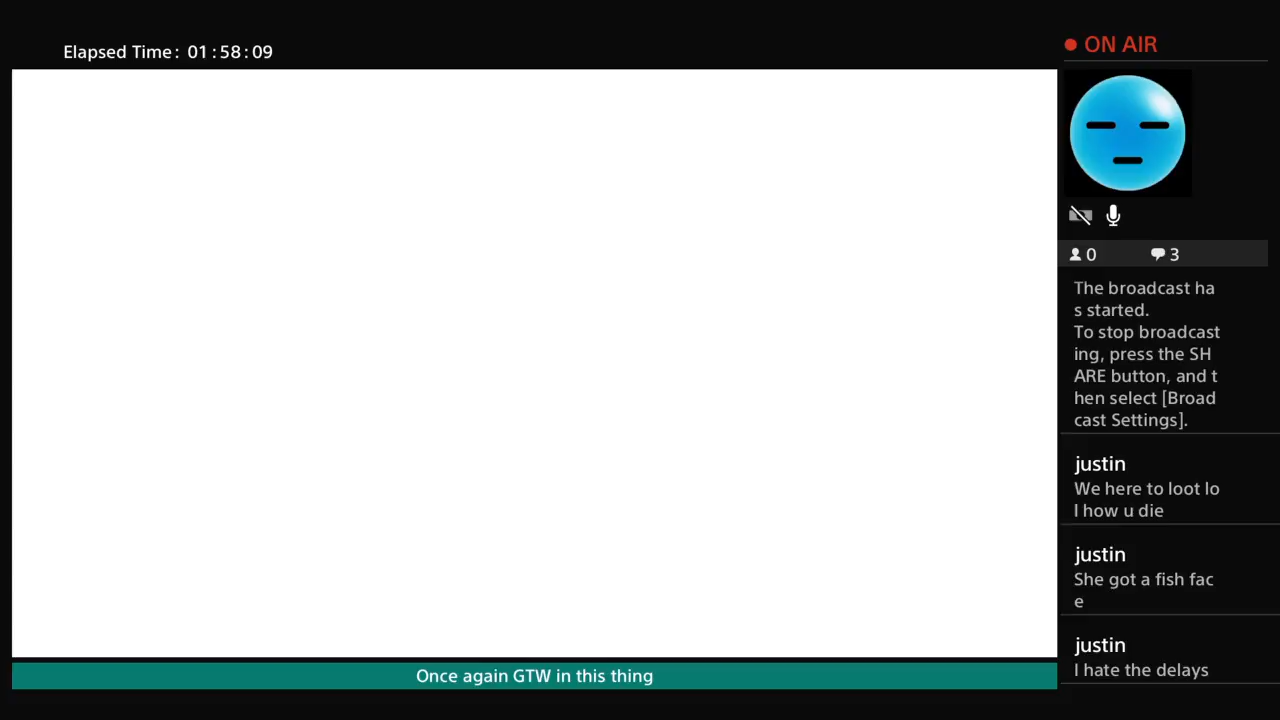 Elapsed Time: 01:58:09
ON AIR
0
3
The broadcast ha
s started.
To stop broadcast
ing, press the SH
ARE button, and t
hen select [Broad
cast Settings].
justin
We here to loot lo
l how u die
justin
She got a fish fac
e
justin
I hate the delays
Once again GTW in this thing